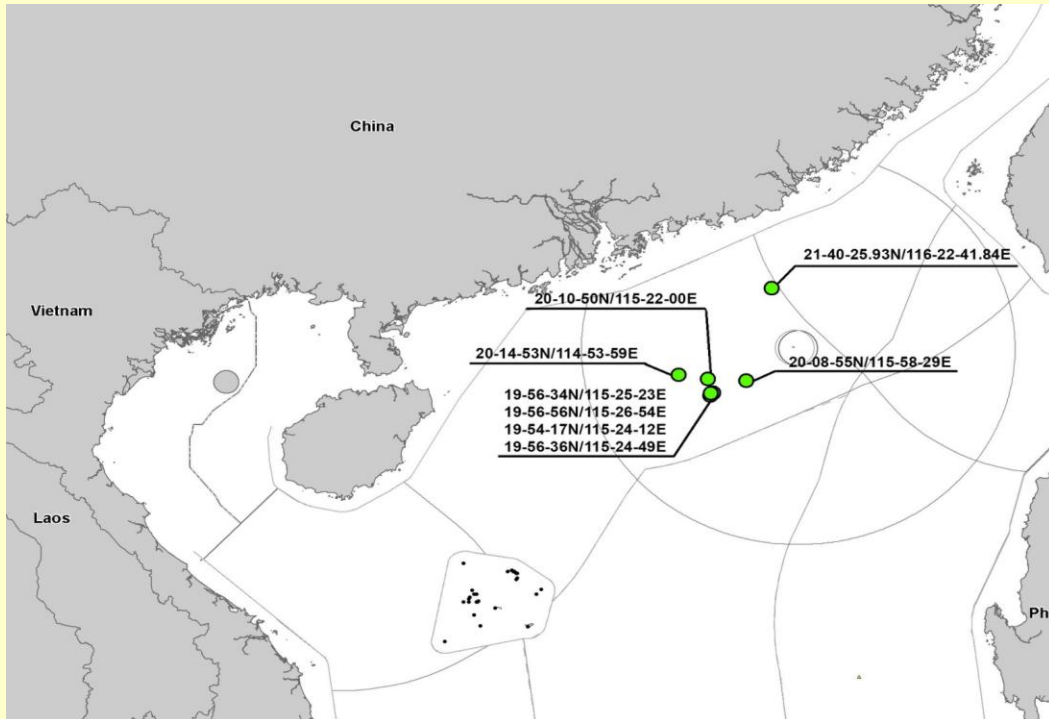 China
21-40-25.93N/116-22-41.84E
20-10-50N/115-22-00E
Vietnam
20-14-53N/114-53-59E
20-08-55N/115-58-29E
19-56-34N/115-25-23E
19-56-56N/115-26-54E
19-54-17N/115-24-12E
19-56-36N/115-24-49E
Laos
Ph